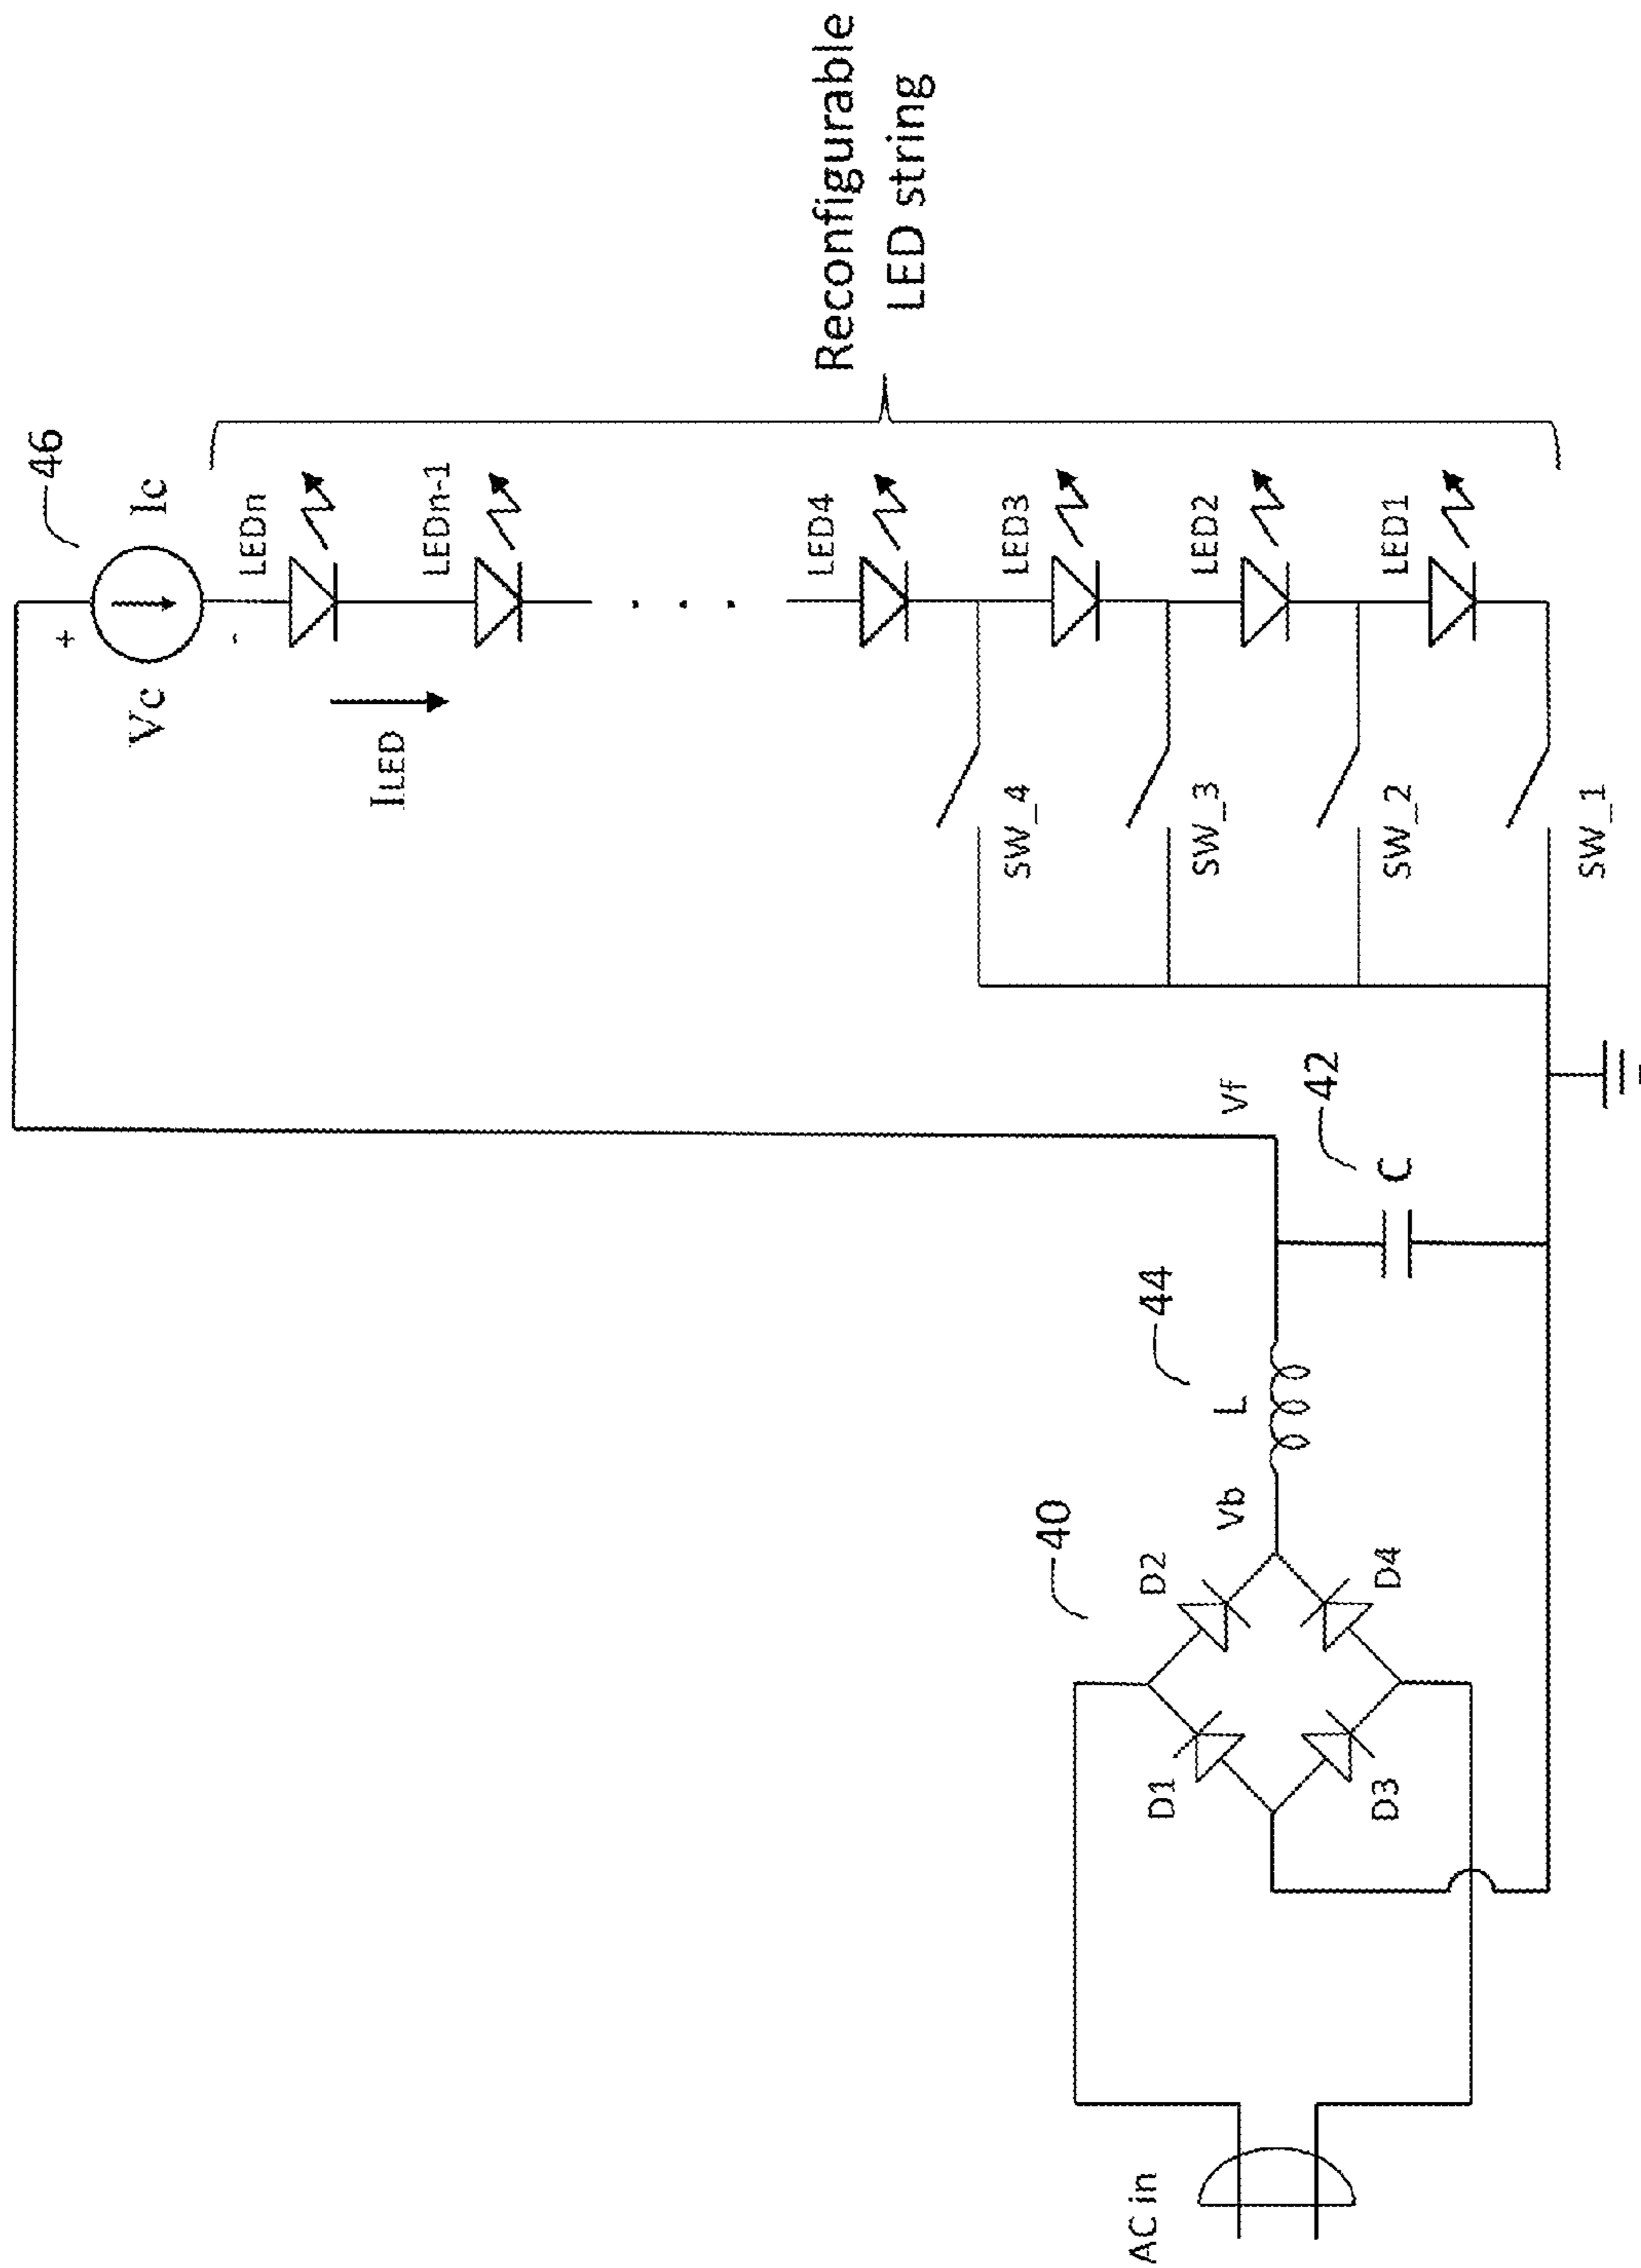 Reconfigurable
LED string
46
Ic
+
-
Vc
LEDn
LEDn-1
ILED
LED4
LED3
LED2
LED1
SW_4
SW_3
SW_2
SW_1
Vf
42
C
44
L
Vb
40
D2
D4
D1
D3
AC in